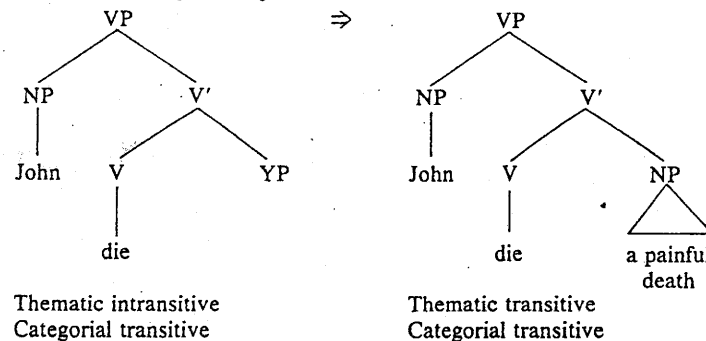 VP ⇒ VP
NP V′ NP V′
John V YP John V NP
die die a painful
death
Thematic intransitive Thematic transitive
Categorial transitive Categorial transitive